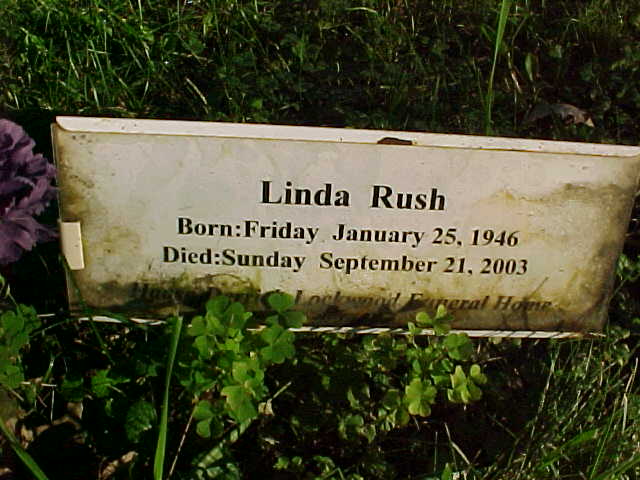 Linda Rush
Born:Friday January 25, 1946
Died:Sunday September 21, 2003
Lockwood Funeral Home